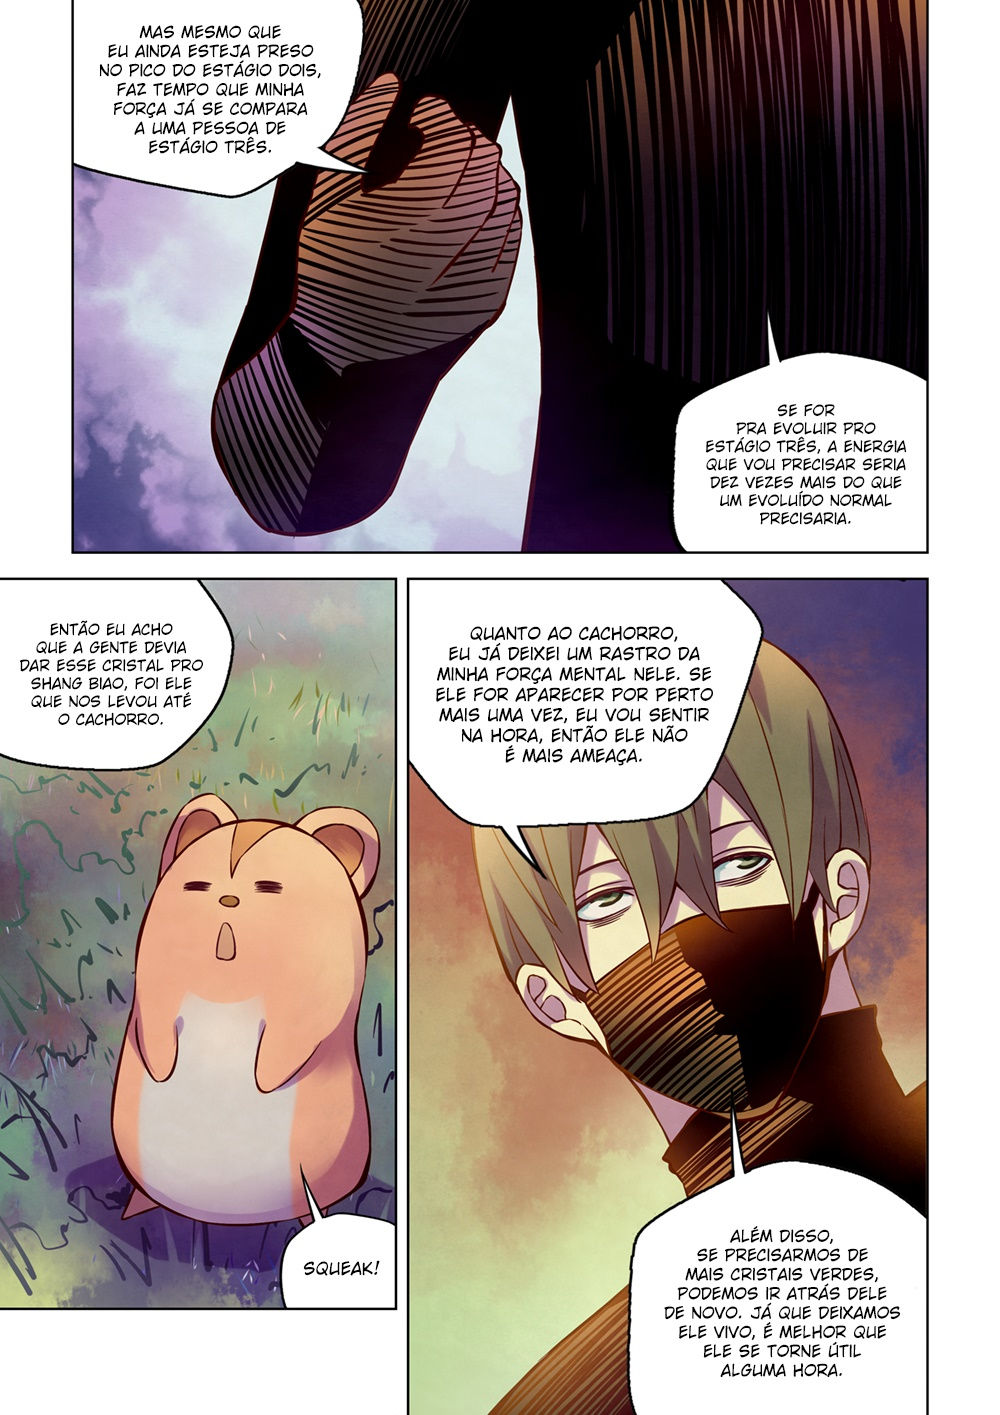 MAS MESMO QUE
EU AINDA ESTEJA PRESO
NO PICO DO ESTÁGIO DOIS,
FAZ TEMPO QUE MINHA
FORÇA JÁ SE COMPARA
A UMA PESSOA DE
ESTÁGIO TRÊS.
SE FOR
PRA EVOLUIR PRO
ESTÁGIO TRÊS, A ENERGIA
QUE VOU PRECISAR SERIA
DEZ VEZES MAIS DO QUE
UM EVOLUÍDO NORMAL
PRECISARIA.
ENTÃO EU ACHO
QUE A GENTE DEVIA
DAR ESSE CRISTAL PRO
SHANG BIAO, FOI ELE
QUE NOS LEVOU ATÉ
O CACHORRO.
SQUEAK!
QUANTO AO CACHORRO,
EU JÁ DEIXEI UM RASTRO DA
MINHA FORÇA MENTAL NELE. SE
ELE FOR APARECER POR PERTO
MAIS UMA VEZ, EU VOU SENTIR
NA HORA, ENTÃO ELE NÃO
É MAIS AMEAÇA.
ALÉM DISSO,
SE PRECISARMOS DE
MAIS CRISTAIS VERDES,
PODEMOS IR ATRÁS DELE
DE NOVO. JÁ QUE DEIXAMOS
ELE VIVO, É MELHOR QUE
ELE SE TORNE ÚTIL
ALGUMA HORA.